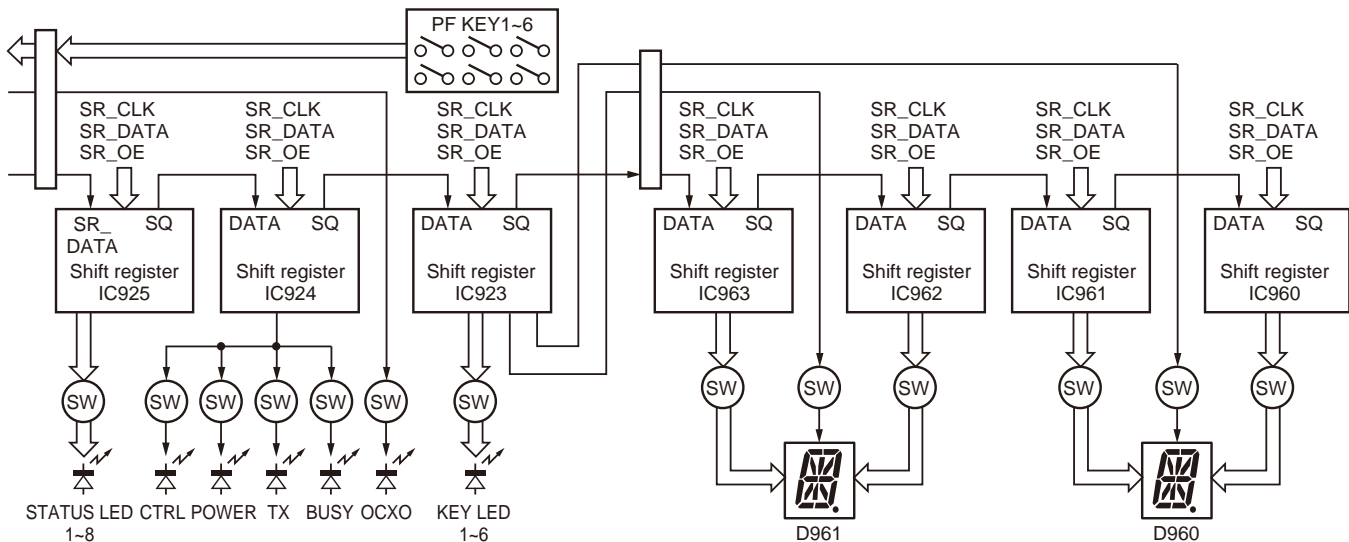 PF KEY1~6
SR_CLK
SR_DATA
SR_OE
SR_CLK
SR_DATA
SR_OE
SR_CLK
SR_DATA
SR_OE
SR_CLK
SR_DATA
SR_OE
SR_CLK
SR_DATA
SR_OE
SR_CLK
SR_DATA
SR_OE
SR_CLK
SR_DATA
SR_OE
SR_
DATA
SQ
Shift register
IC925
DATA
SQ
Shift register
IC924
DATA
SQ
Shift register
IC923
DATA
SQ
Shift register
IC963
DATA
SQ
Shift register
IC962
DATA
SQ
Shift register
IC961
DATA
SQ
Shift register
IC960
SW
SW
SW
SW
SW
SW
SW
SW
SW
SW
SW
SW
SW
STATUS LED
1~8
CTRL
POWER
TX
BUSY
OCXO
KEY LED
1~6
D961
D960